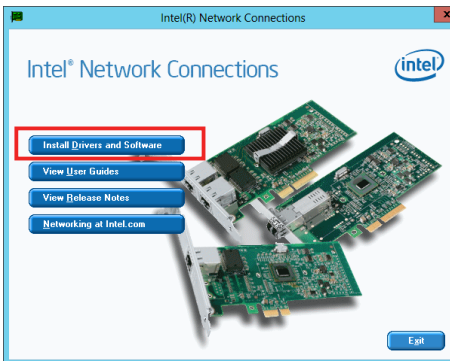 Intel(R) Network Connections
x
Intel® Network Connections
intel
Install Drivers and Software
View User Guides
View Release Notes
Networking at Intel.com
Exit